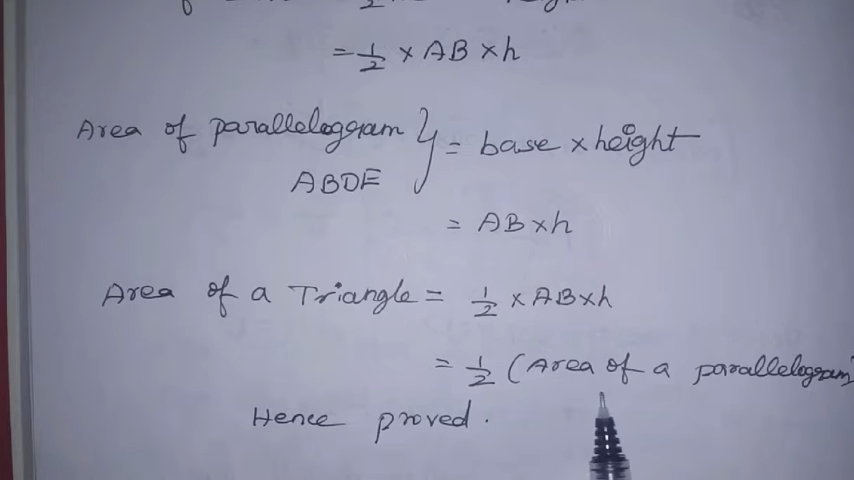 = 1/2 × AB × h
Area of parallelogram } = base × height
ABDE
= AB × h
Area of a Triangle = 1/2 × AB × h
= 1/2 (Area of a parallelogram)
Hence proved.